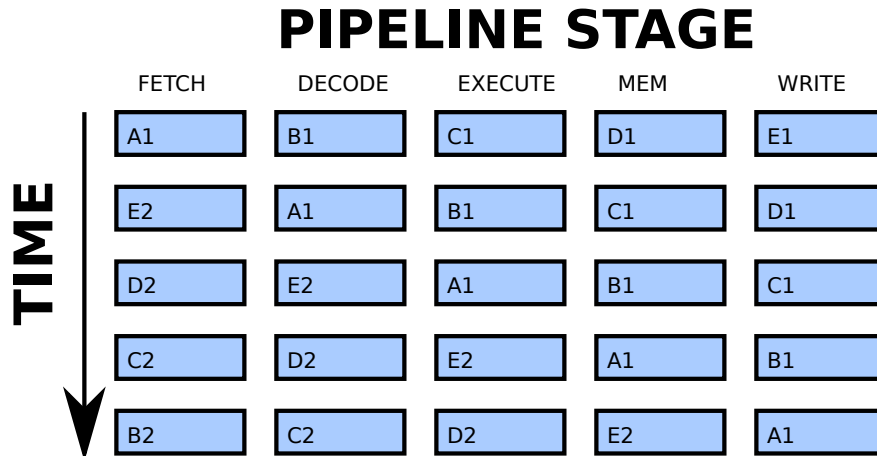 PIPELINE STAGE
FETCH DECODE EXECUTE MEM WRITE
TIME
A1 B1 C1 D1 E1
E2 A1 B1 C1 D1
D2 E2 A1 B1 C1
C2 D2 E2 A1 B1
B2 C2 D2 E2 A1